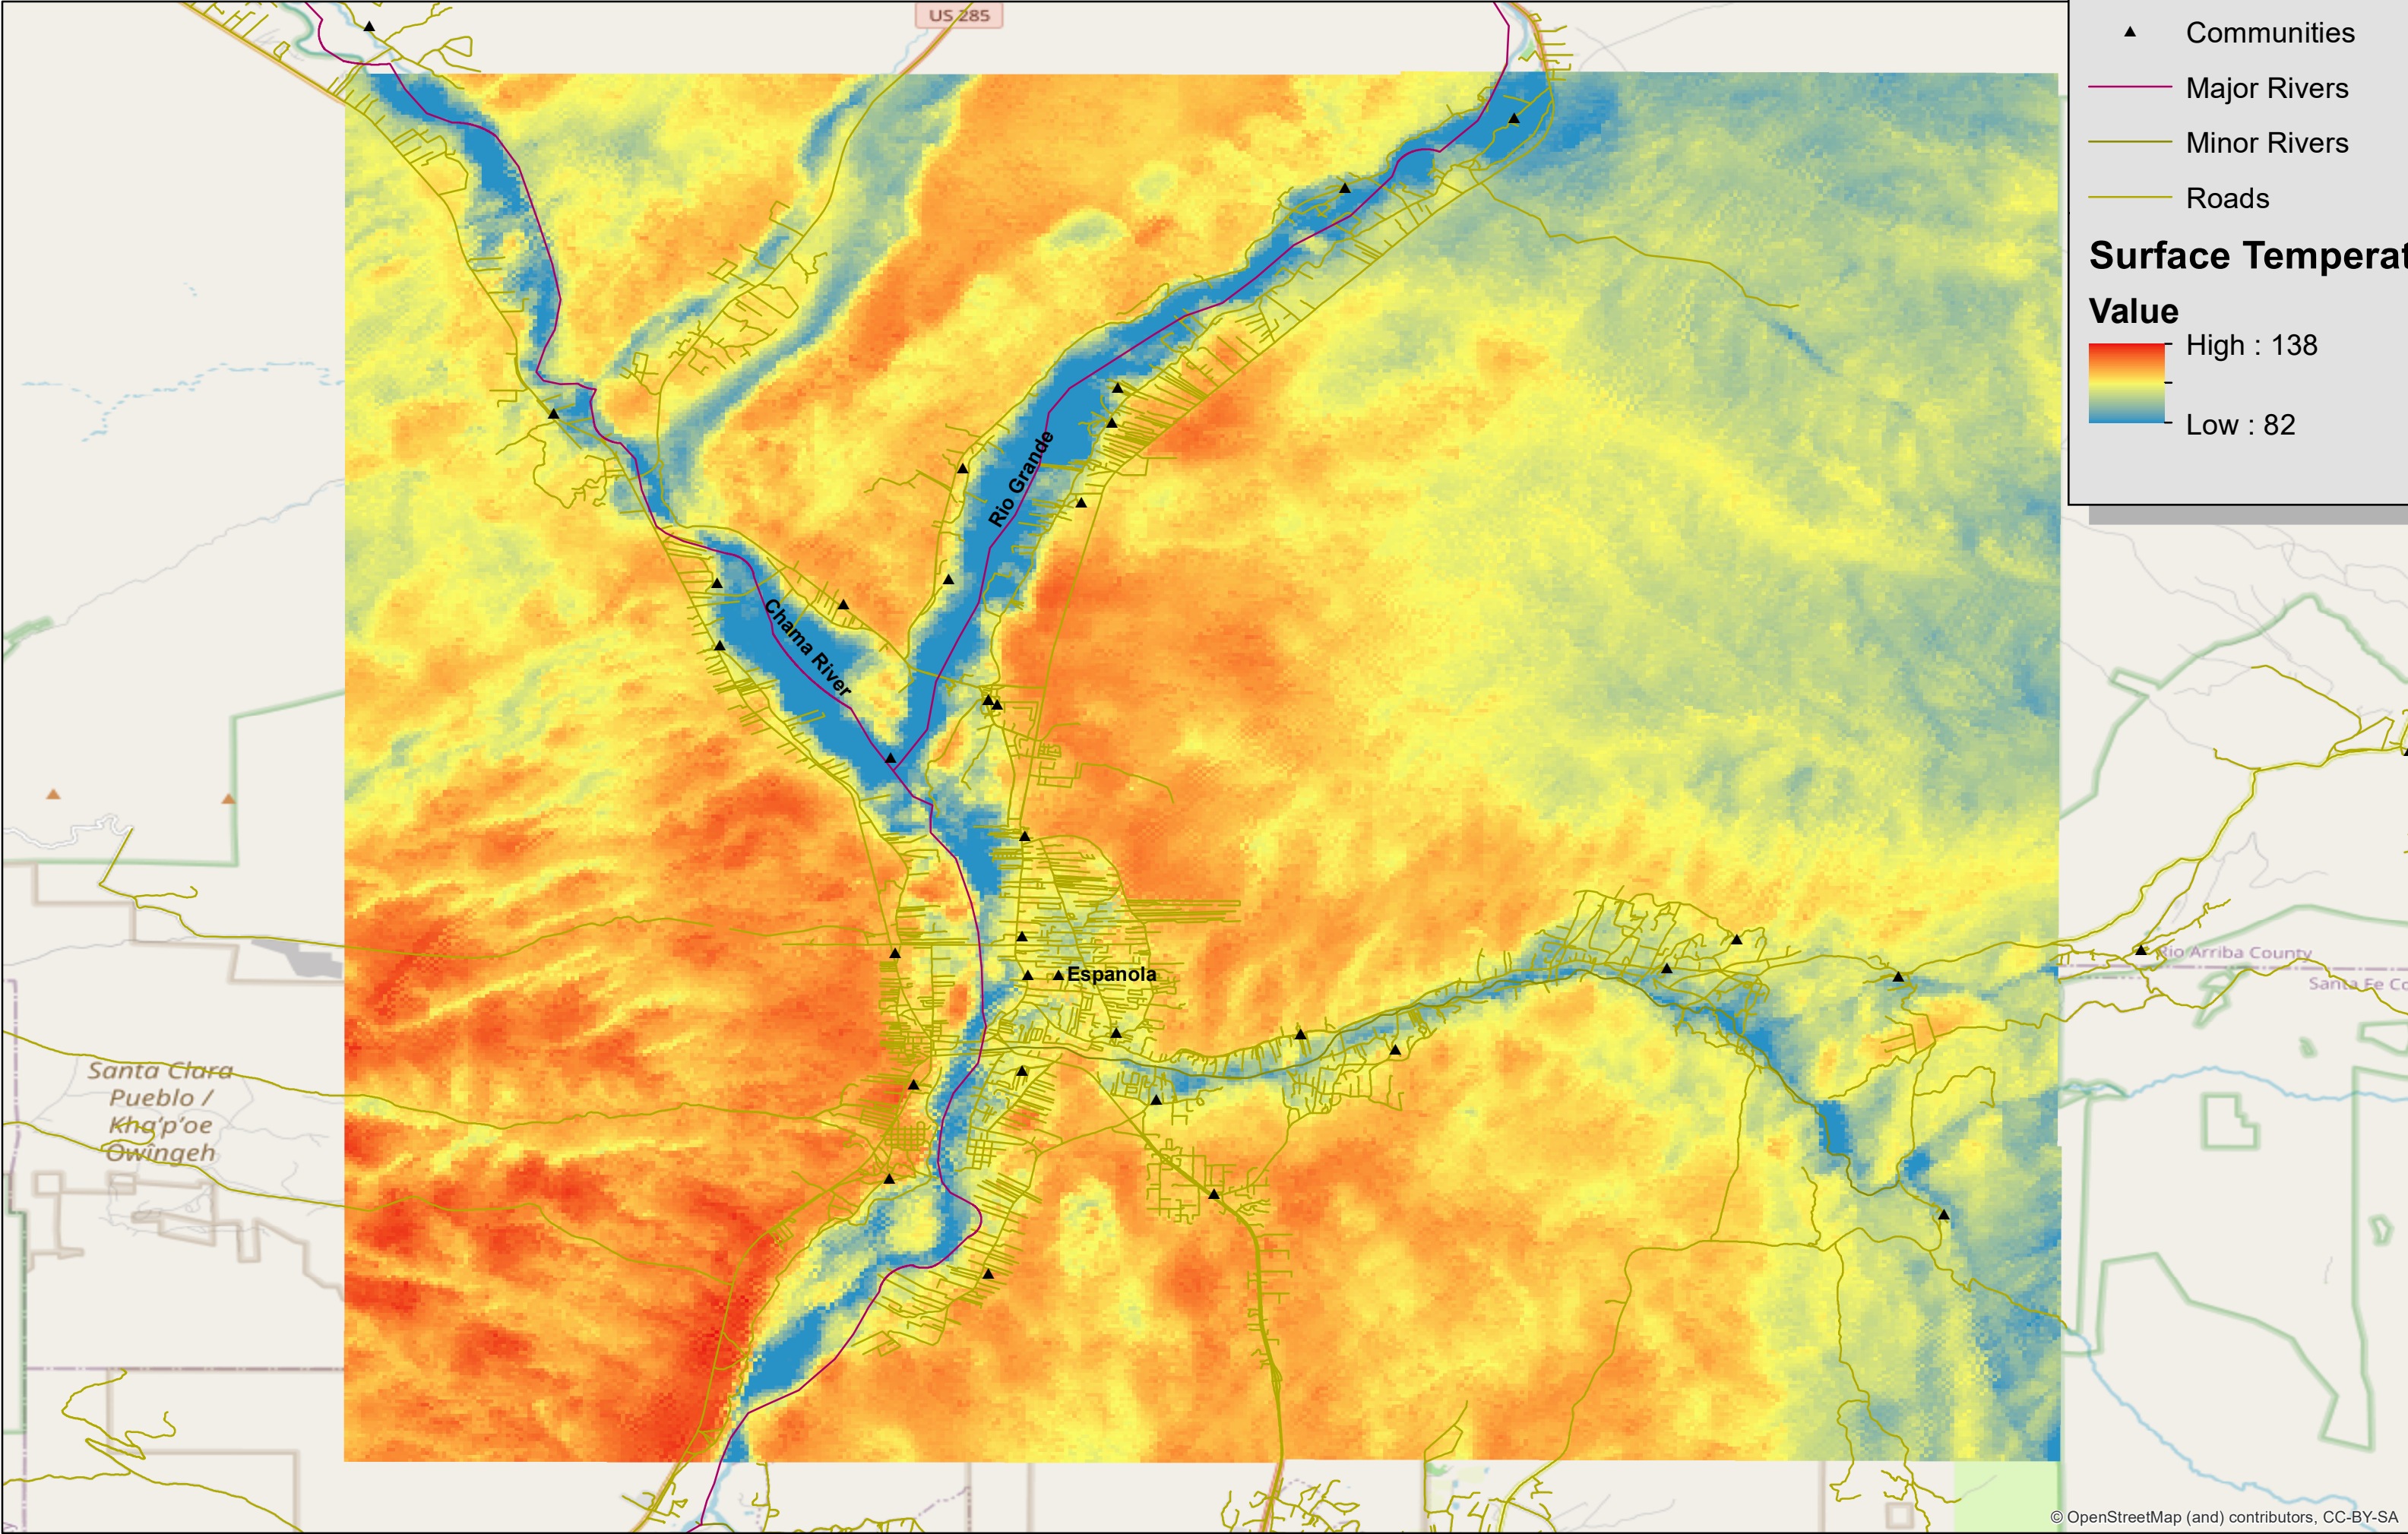 US 285
Communities
Major Rivers
Minor Rivers
Roads
Surface Temperat
Value
High : 138
Low : 82
Rio Grande
Chama River
Espanola
Rio Arriba County
Santa Fe Co
Santa Clara
Pueblo /
Kha'p'oe
Owingeh
© OpenStreetMap (and) contributors, CC-BY-SA